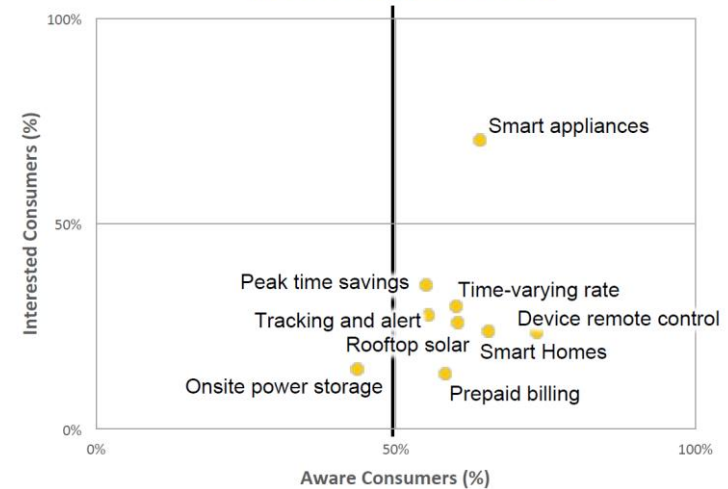 100%
Smart appliances
Interested Consumers (%)
50%
Peak time savings
Time-varying rate
Tracking and alert
Device remote control
Rooftop solar
Smart Homes
Onsite power storage
Prepaid billing
0%
0%
50%
100%
Aware Consumers (%)